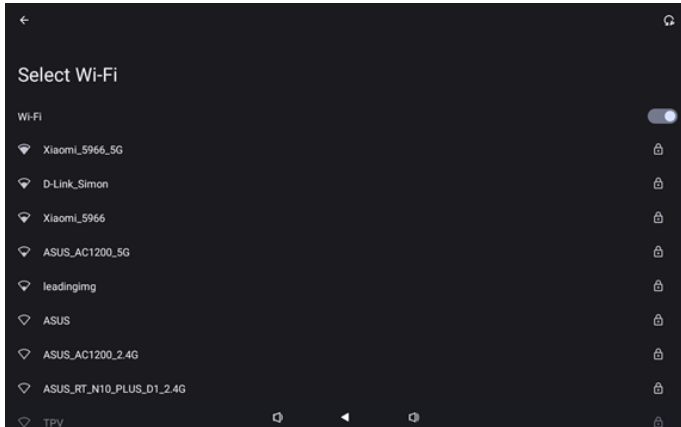 Select Wi-Fi
Wi-Fi
Xiaomi_5966_5G
D-Link_Simon
Xiaomi_5966
ASUS_AC1200_5G
leadingimg
ASUS
ASUS_AC1200_2.4G
ASUS_RT_N10_PLUS_D1_2.4G
TPV